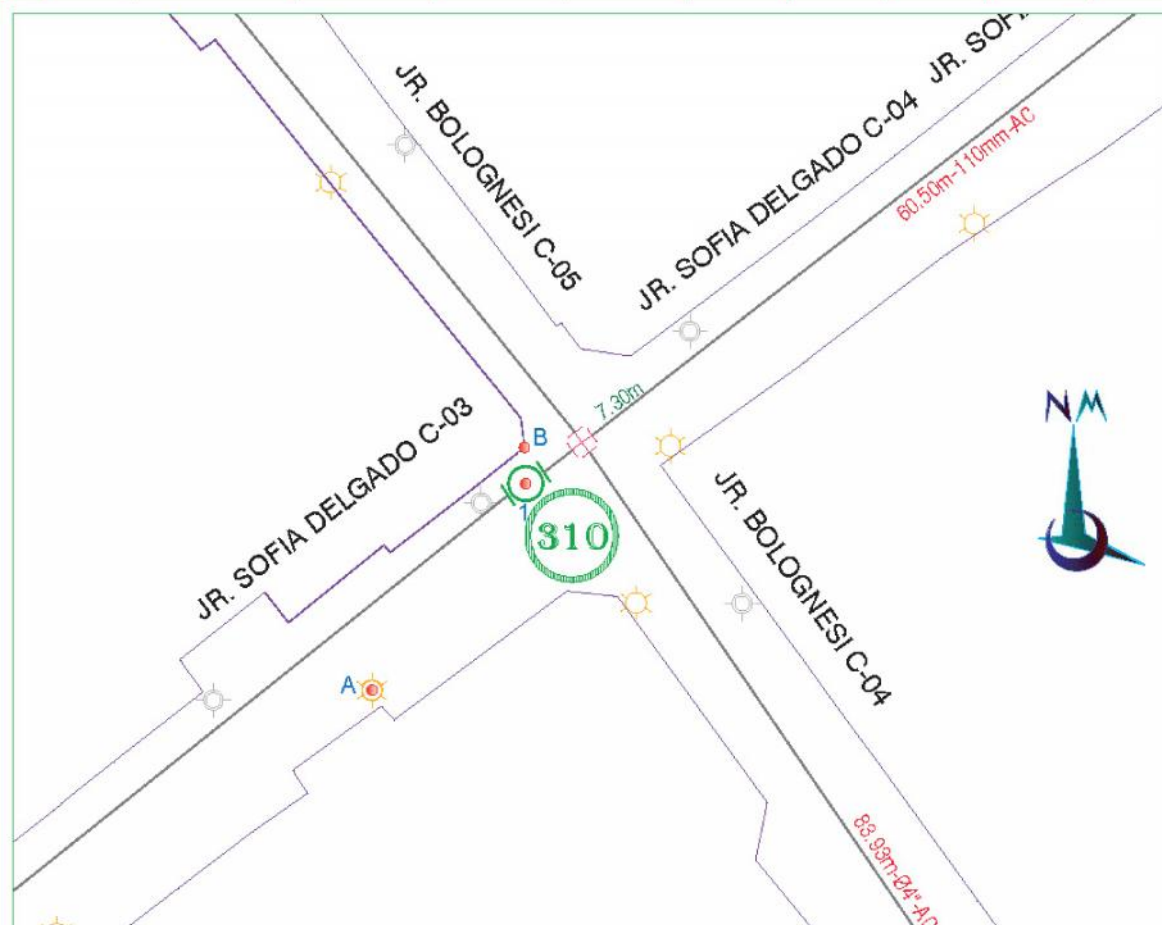 JR. SOFI
JR. BOLOGNESI C-05
JR. SOFIA DELGADO C-04
60.50m-110mm-AC
7.30m
NM
JR. SOFIA DELGADO C-03
B
1
310
JR. BOLOGNESI C-04
A
83.93m-Ø4"-AC